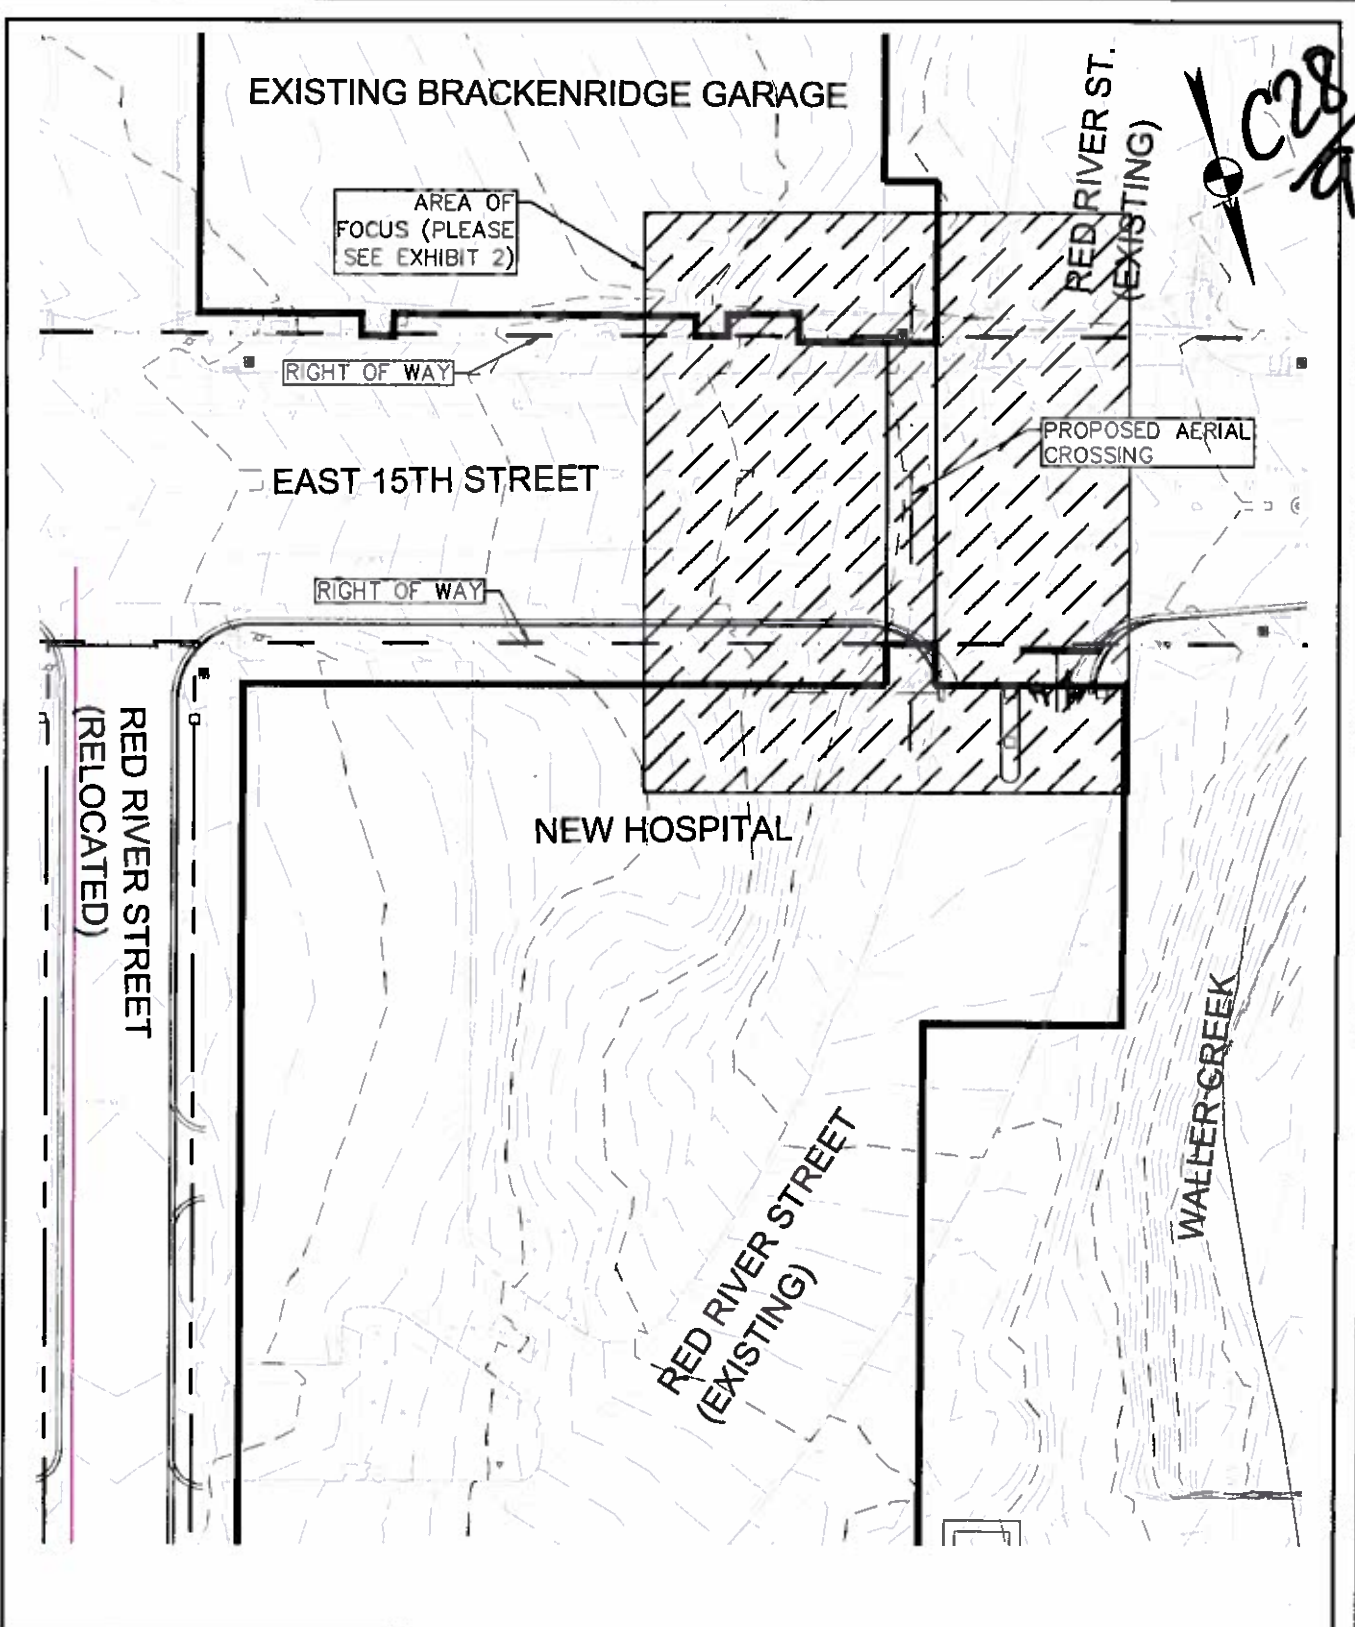 EXISTING BRACKENRIDGE GARAGE
RED RIVER ST.
(EXISTING)
C28
AREA OF
FOCUS (PLEASE
SEE EXHIBIT 2)
RIGHT OF WAY
PROPOSED AERIAL
CROSSING
EAST 15TH STREET
RIGHT OF WAY
RED RIVER STREET
(RELOCATED)
NEW HOSPITAL
WALLER CREEK
RED RIVER STREET
(EXISTING)